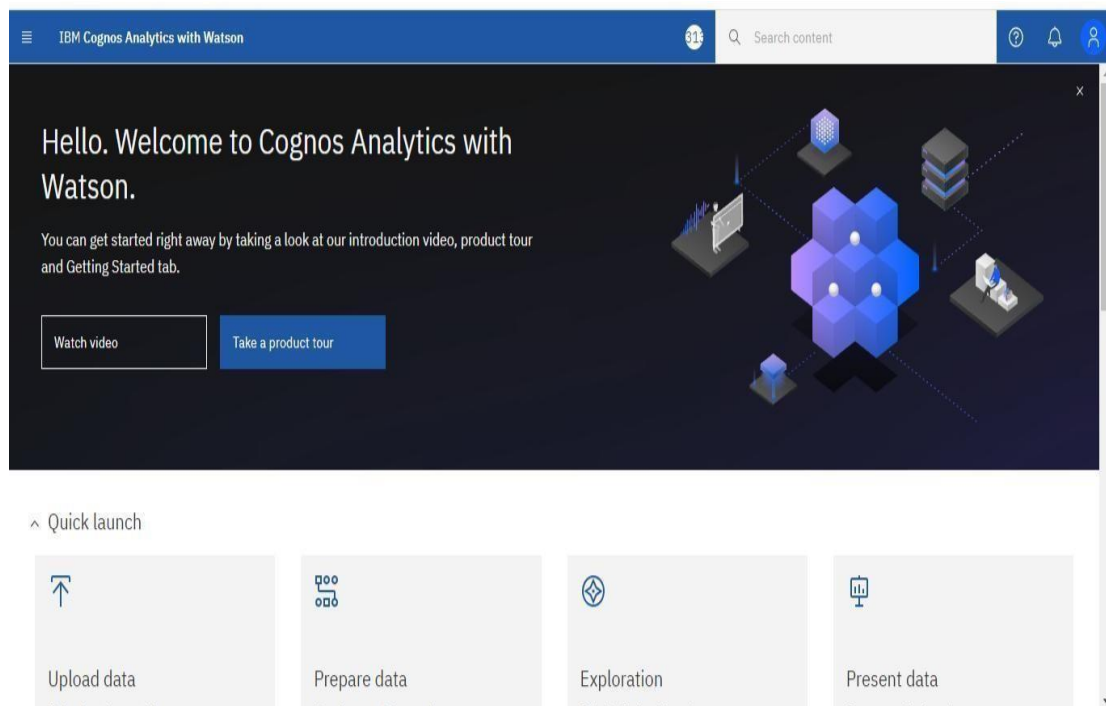 IBM Cognos Analytics with Watson
313
Search content
X
Hello. Welcome to Cognos Analytics with
Watson.
You can get started right away by taking a look at our introduction video, product tour
and Getting Started tab.
Watch video
Take a product tour
Quick launch
Upload data
Prepare data
Exploration
Present data